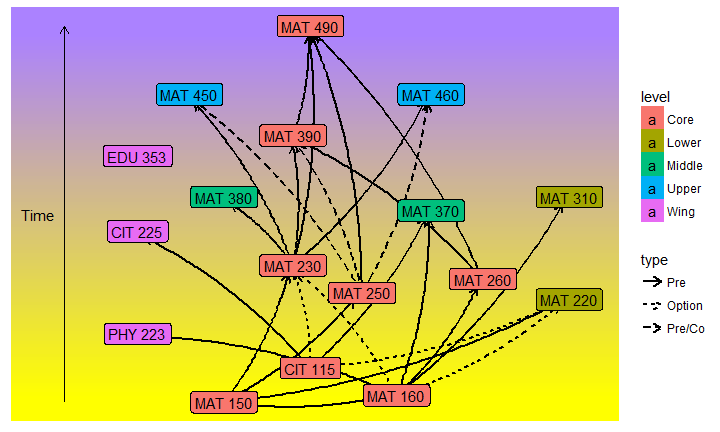 MAT 490
MAT 450
MAT 460
MAT 390
EDU 353
MAT 380
MAT 370
MAT 310
Time
CIT 225
MAT 230
MAT 250
MAT 260
MAT 220
PHY 223
CIT 115
MAT 150
MAT 160
level
a Core
a Lower
a Middle
a Upper
a Wing
type
Pre
Option
Pre/Co